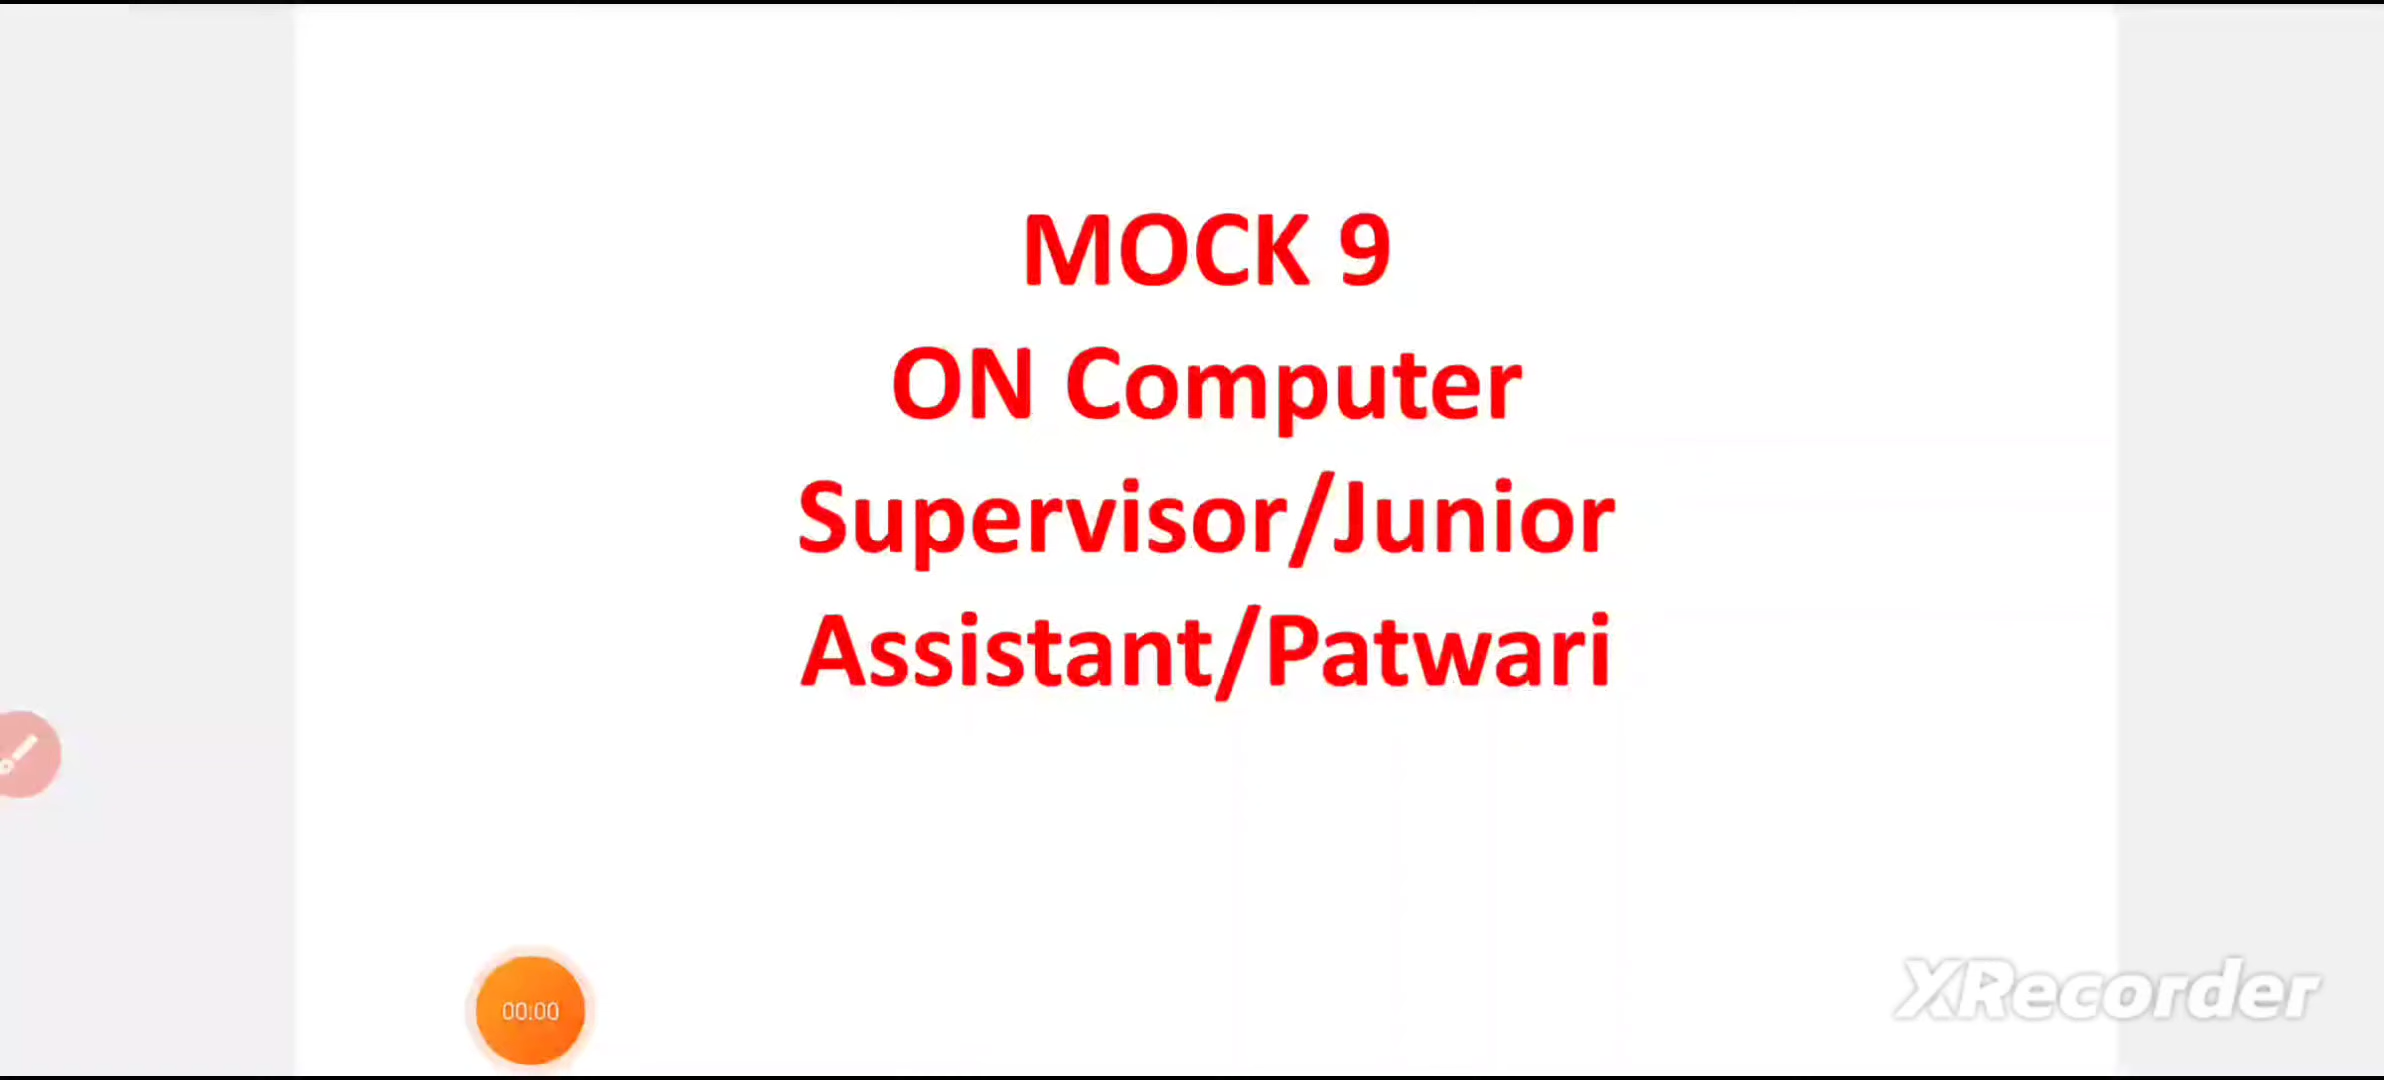 MOCK 9
ON Computer
Supervisor/Junior
Assistant/Patwari
00:00
XRecorder